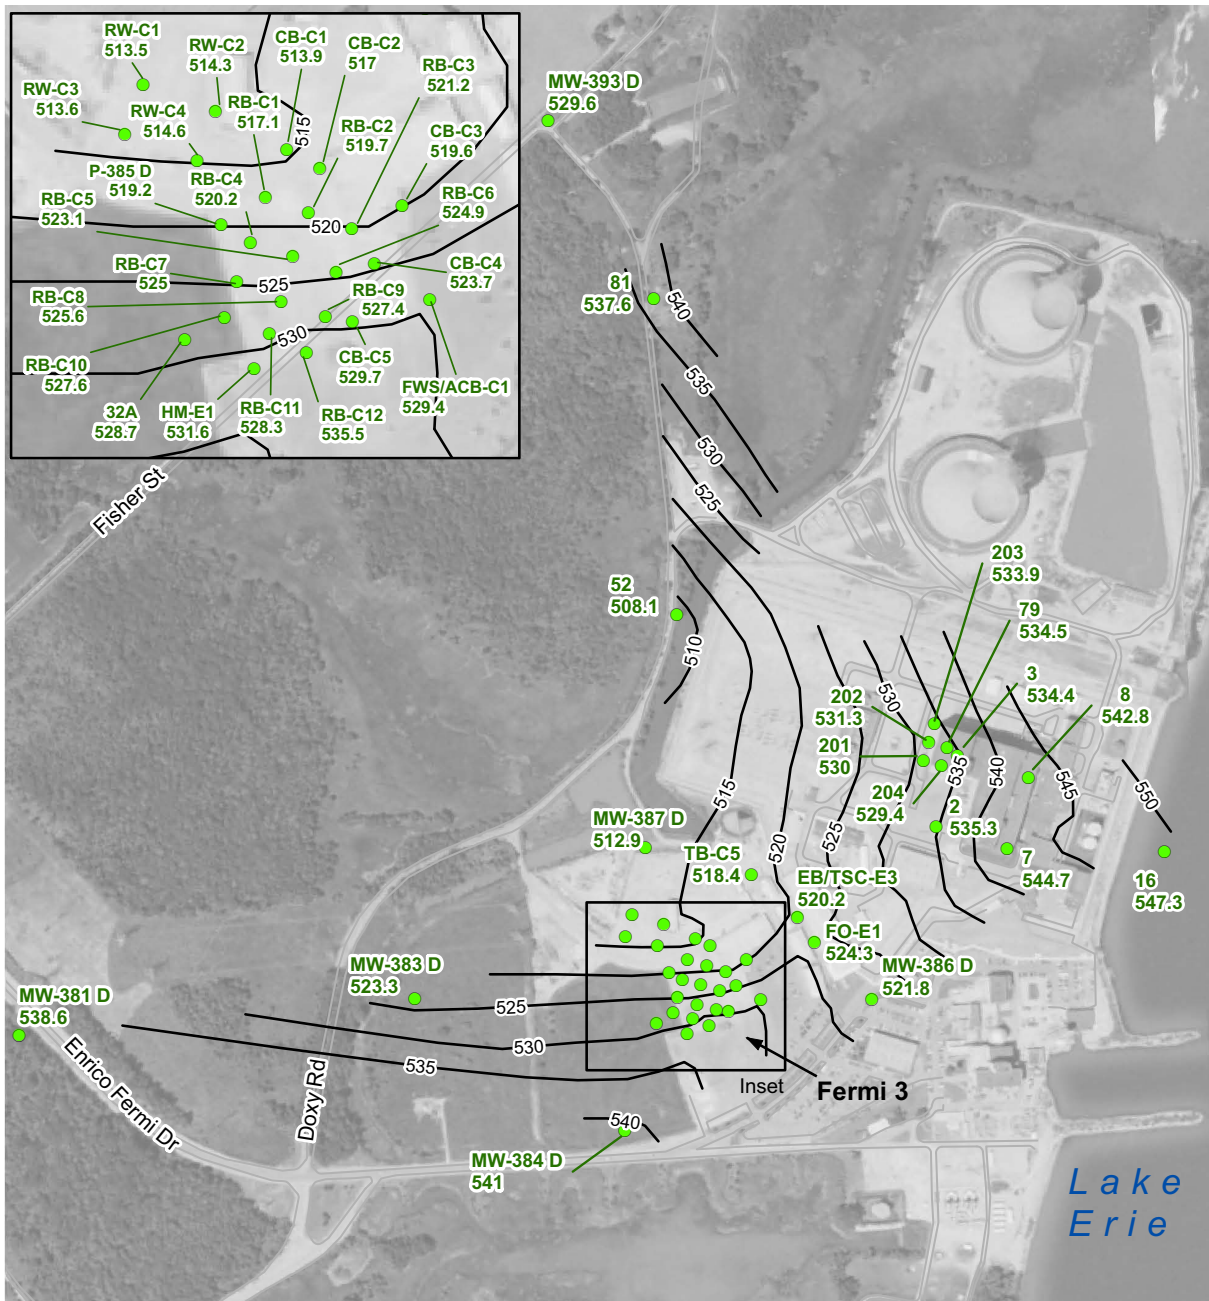 RW-C1
513.5
RW-C2
514.3
CB-C1
513.9
CB-C2
517
RB-C3
521.2
RW-C3
513.6
RW-C4
514.6
RB-C1
517.1
515
RB-C2
519.7
CB-C3
519.6
P-385 D
519.2
RB-C4
520.2
RB-C5
523.1
RB-C6
524.9
520
RB-C7
525
525
CB-C4
523.7
RB-C8
525.6
RB-C9
527.4
530
RB-C10
527.6
CB-C5
529.7
FWS/ACB-C1
529.4
32A
528.7
HM-E1
531.6
RB-C11
528.3
RB-C12
535.5
MW-393 D
529.6
81
537.6
540
535
530
525
Fisher St
52
508.1
510
203
533.9
79
534.5
3
534.4
8
542.8
202
531.3
530
201
530
204
529.4
535
540
545
550
2
535.3
7
544.7
16
547.3
515
520
525
MW-387 D
512.9
TB-C5
518.4
EB/TSC-E3
520.2
FO-E1
524.3
MW-386 D
521.8
MW-383 D
523.3
MW-381 D
538.6
525
530
535
Enrico Fermi Dr
Doxy Rd
Inset
Fermi 3
540
MW-384 D
541
Lake
Erie